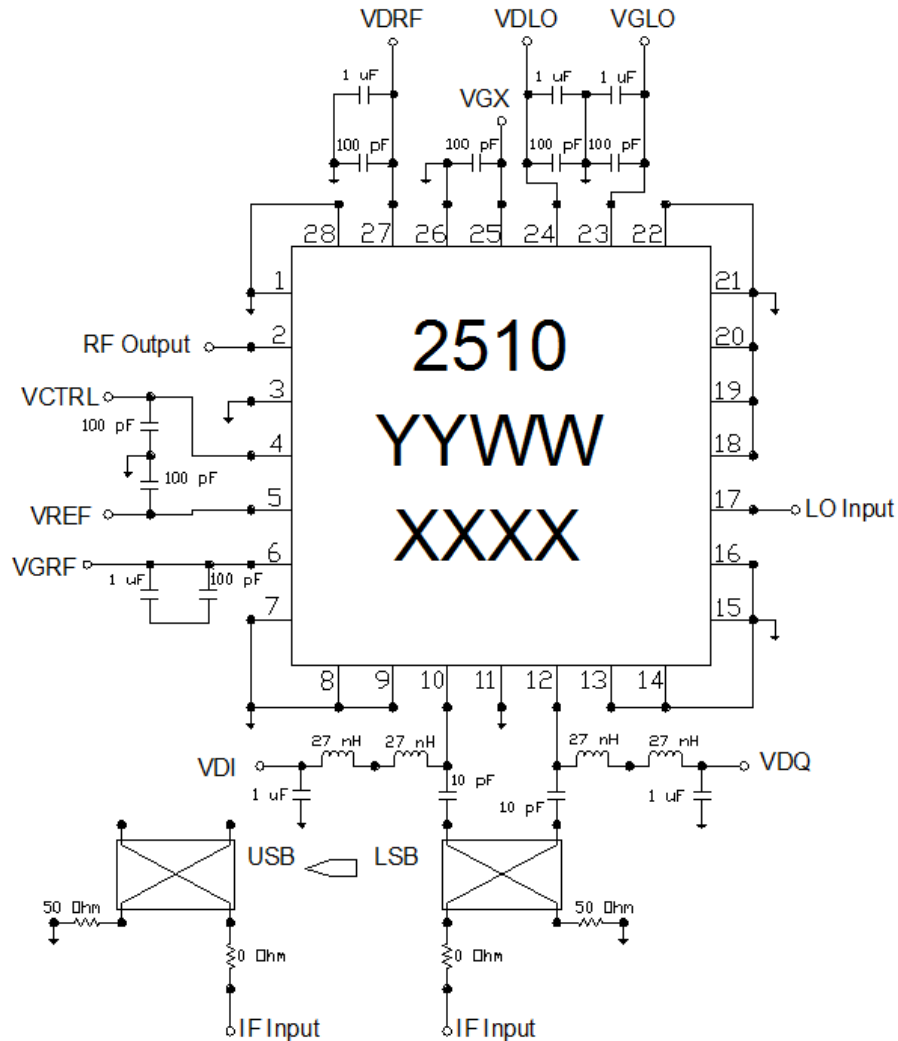 VDRF
VDLO
VGLO
1 uF
1 uF
1 uF
VGX
100 pF
100 pF
100 pF
100 pF
28
27
26
25
24
23
22
1
21
RF Output
2
2510
20
VCTRL
3
YYWW
19
100 pF
4
18
100 pF
VREF
5
XXXX
17
LO Input
VGRF
6
16
1 uF
100 pF
7
15
8
9
10
11
12
13
14
27 nH
27 nH
27 nH
27 nH
VDI
VDQ
1 uF
10 pF
10 pF
1 uF
USB
LSB
50 Ohm
50 Ohm
0 Ohm
0 Ohm
IF Input
IF Input